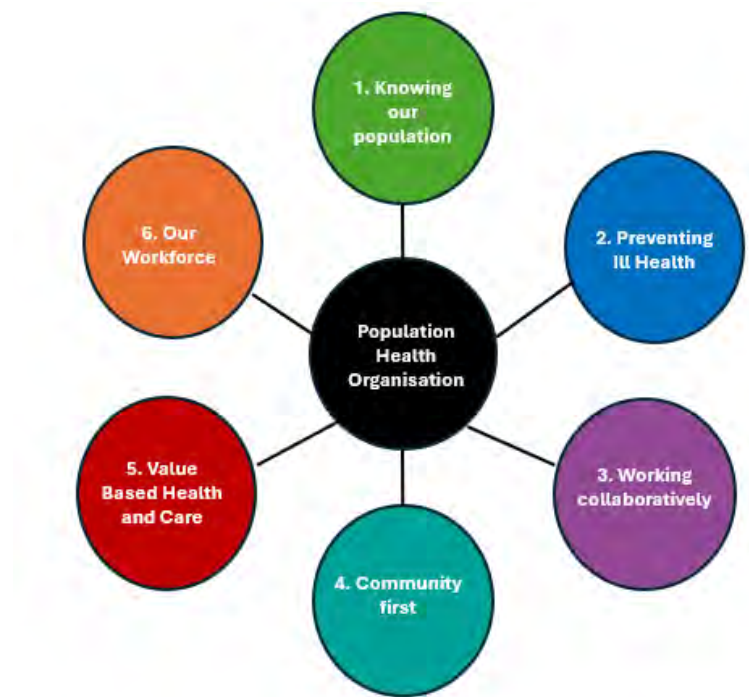 1. Knowing
our
population
2. Preventing
Ill Health
3. Working
collaboratively
4. Community
first
5. Value
Based Health
and Care
6. Our
Workforce
Population
Health
Organisation